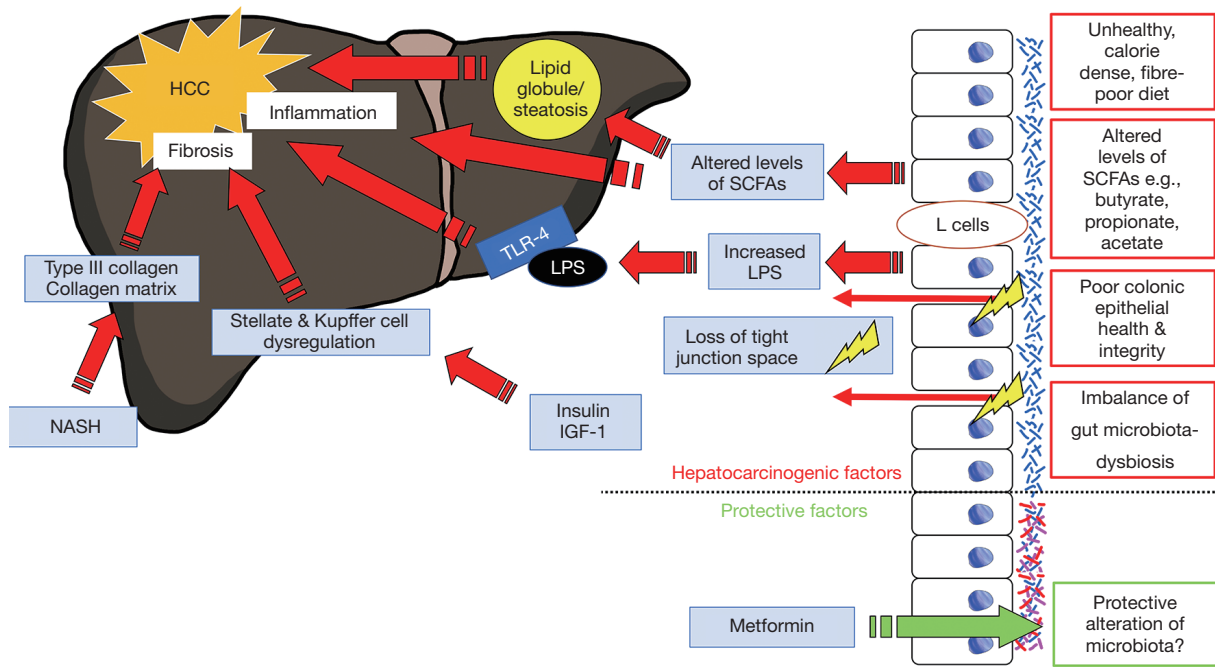 HCC
Inflammation
Fibrosis
Lipid
globule/
steatosis
Type III collagen
Collagen matrix
Stellate & Kupffer cell
dysregulation
NASH
Insulin
IGF-1
TLR-4
LPS
Altered levels
of SCFAs
Increased
LPS
Loss of tight
junction space
L cells
Unhealthy,
calorie
dense, fibre-
poor diet
Altered
levels of
SCFAs e.g.,
butyrate,
propionate,
acetate
Poor colonic
epithelial
health &
integrity
Imbalance of
gut microbiota-
dysbiosis
Hepatocarcinogenic factors
Protective factors
Metformin
Protective
alteration of
microbiota?